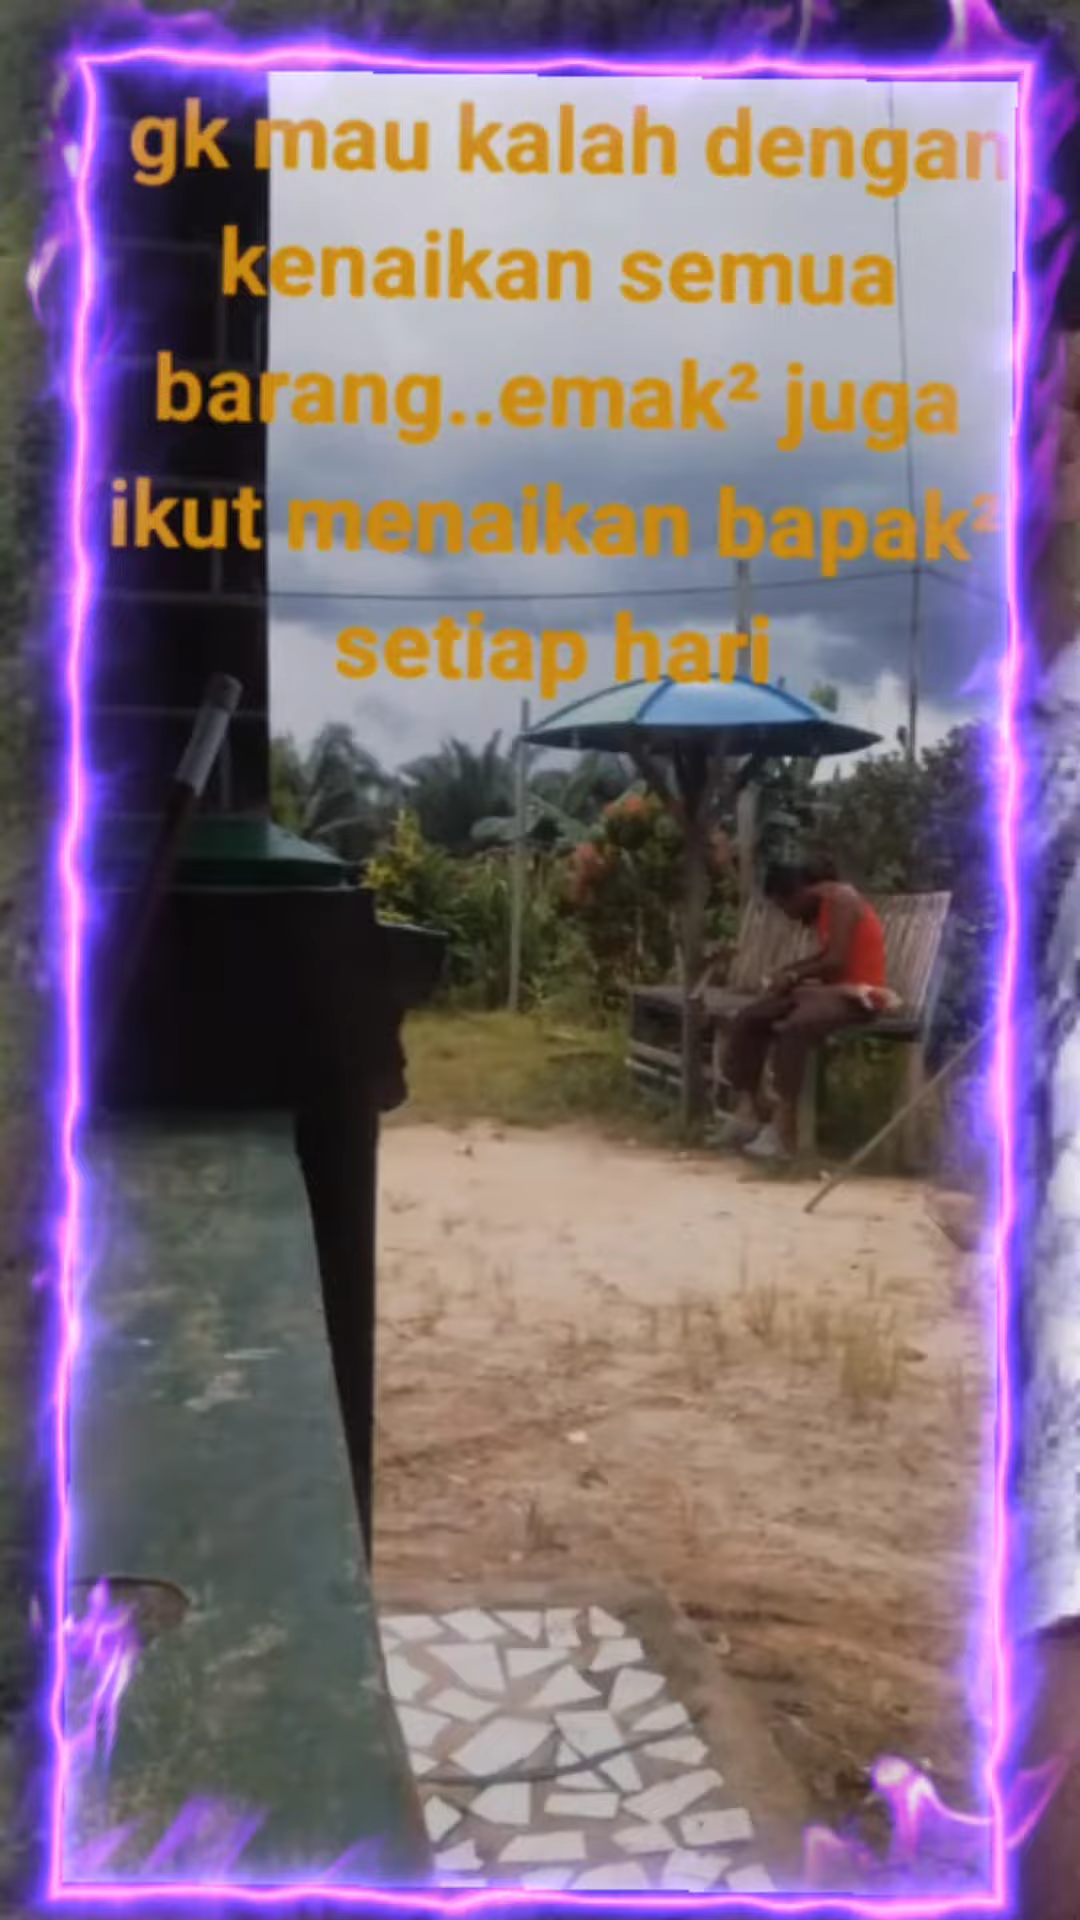 gk mau kalah dengan
kenaikan semua
barang..emak² juga
ikut menaikan bapak²
setiap hari